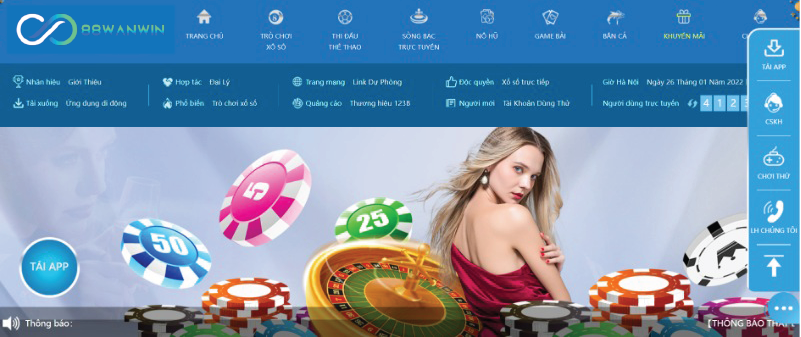 88WANWIN
TRANG CHỦ
TRÒ CHƠI
XỔ SỐ
THI ĐẤU
THỂ THAO
SÒNG BẠC
TRỰC TUYẾN
NỔ HŨ
GAME BÀI
BẮN CÁ
KHUYẾN MÃI
Nhãn hiệu Giới Thiệu
Hợp tác Đại Lý
Trang mạng Link Dự Phòng
Độc quyền Xổ số trực tiếp
Giờ Hà Nội Ngày 26 Tháng 01 Năm 2022
Tải xuống Ứng dụng di động
Phổ biến Trò chơi xổ số
Quảng cáo Thương hiệu 123B
Người mới Tài Khoản Dùng Thử
Người dùng trực tuyến 4 1 2 3
TẢI APP
CSKH
CHƠI THỬ
LH CHÚNG TÔI
5
25
50
TẢI APP
Thông báo:
[THÔNG BÁO